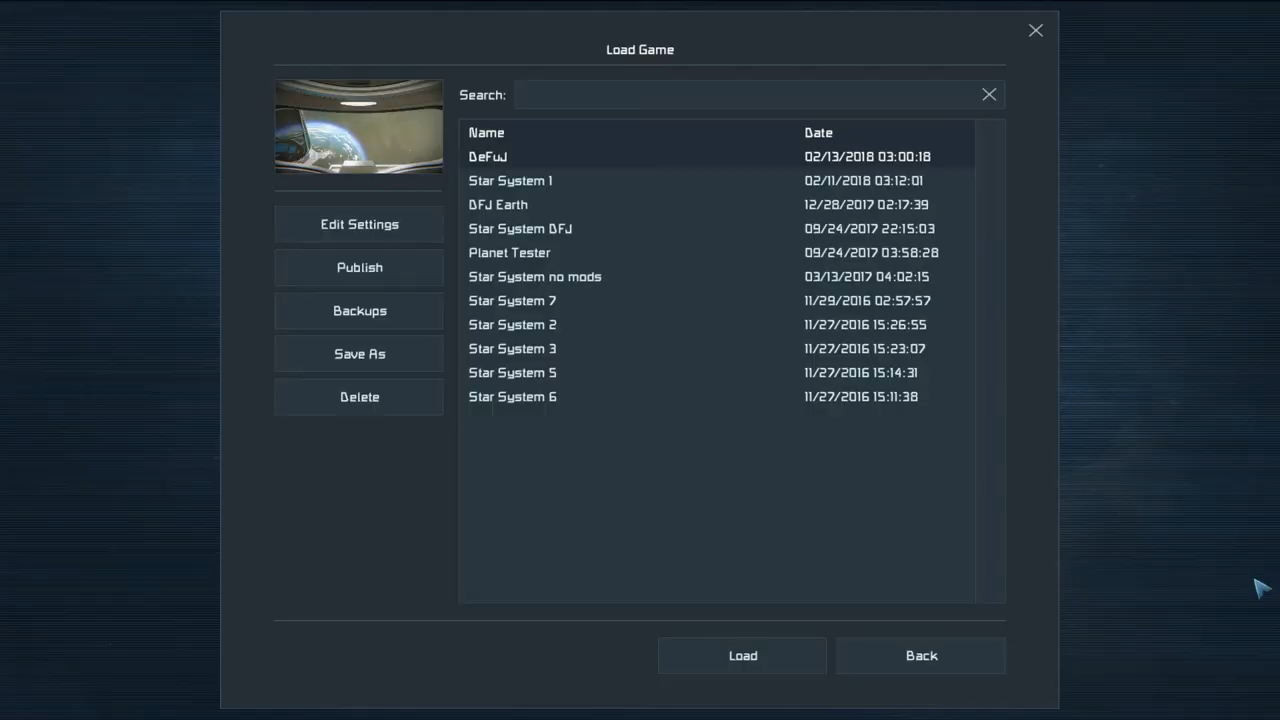 Load Game
Search:
Name Date
DeFuJ 02/13/2018 03:00:18
Star System 1 02/11/2018 03:12:01
DFJ Earth 12/28/2017 02:17:39
Star System DFJ 09/24/2017 22:15:03
Planet Tester 09/24/2017 03:58:28
Star System no mods 03/13/2017 04:02:15
Star System 7 11/29/2016 02:57:57
Star System 2 11/27/2016 15:26:55
Star System 3 11/27/2016 15:23:07
Star System 5 11/27/2016 15:14:31
Star System 6 11/27/2016 15:11:38
Edit Settings
Publish
Backups
Save As
Delete
Load Back